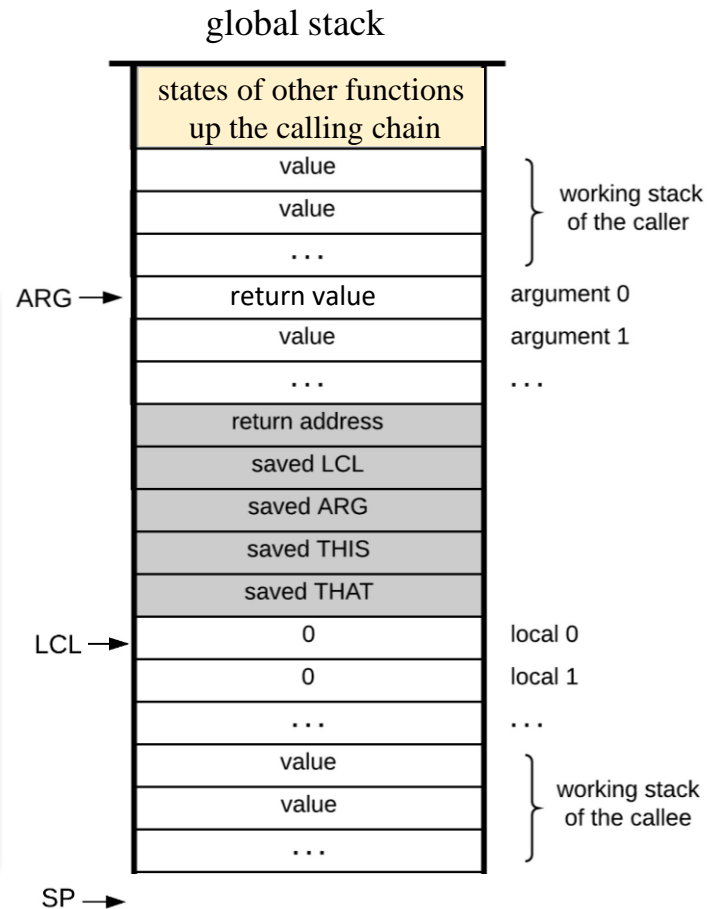 global stack
states of other functions
up the calling chain
value
value
working stack
of the caller
...
ARG
return value
argument 0
value
argument 1
...
...
return address
saved LCL
saved ARG
saved THIS
saved THAT
LCL
0
local 0
0
local 1
...
...
value
value
working stack
of the callee
...
SP